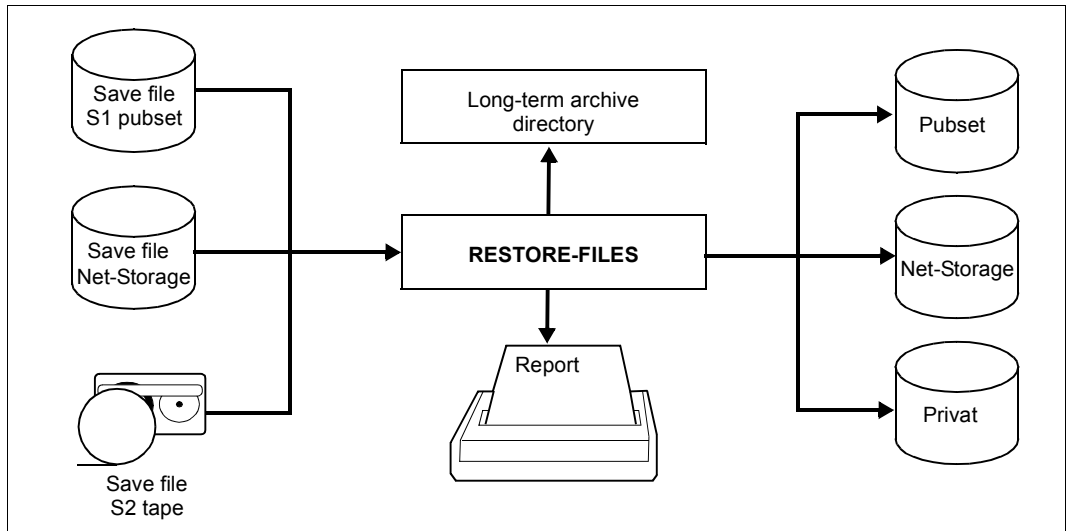 Save file
S1 pubset
Save file
Net-Storage
Save file
S2 tape
Long-term archive
directory
RESTORE-FILES
Report
Pubset
Net-Storage
Privat